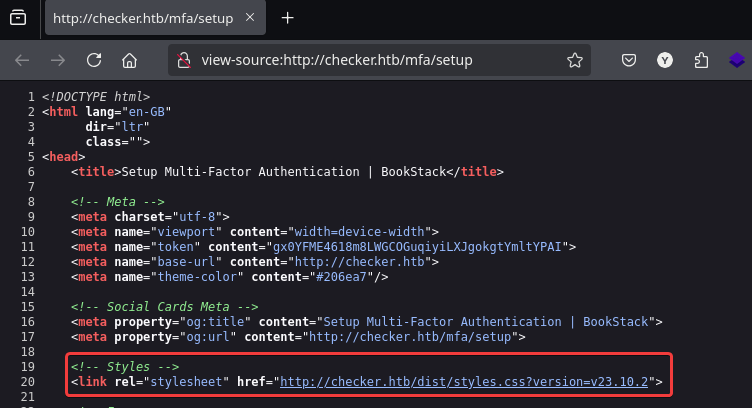 http://checker.htb/mfa/setup
view-source:http://checker.htb/mfa/setup
Y
1 <!DOCTYPE html>
2 <html lang="en-GB"
3 dir="ltr"
4 class="">
5 <head>
6 <title>Setup Multi-Factor Authentication | BookStack</title>
7
8 <!-- Meta -->
9 <meta charset="utf-8">
10 <meta name="viewport" content="width=device-width">
11 <meta name="token" content="gx0YFME4618m8LWGCOGuqiyiLXJgokgtYmltYPAI">
12 <meta name="base-url" content="http://checker.htb">
13 <meta name="theme-color" content="#206ea7"/>
14
15 <!-- Social Cards Meta -->
16 <meta property="og:title" content="Setup Multi-Factor Authentication | BookStack">
17 <meta property="og:url" content="http://checker.htb/mfa/setup">
18
19 <!-- Styles -->
20 <link rel="stylesheet" href="http://checker.htb/dist/styles.css?version=v23.10.2">
21